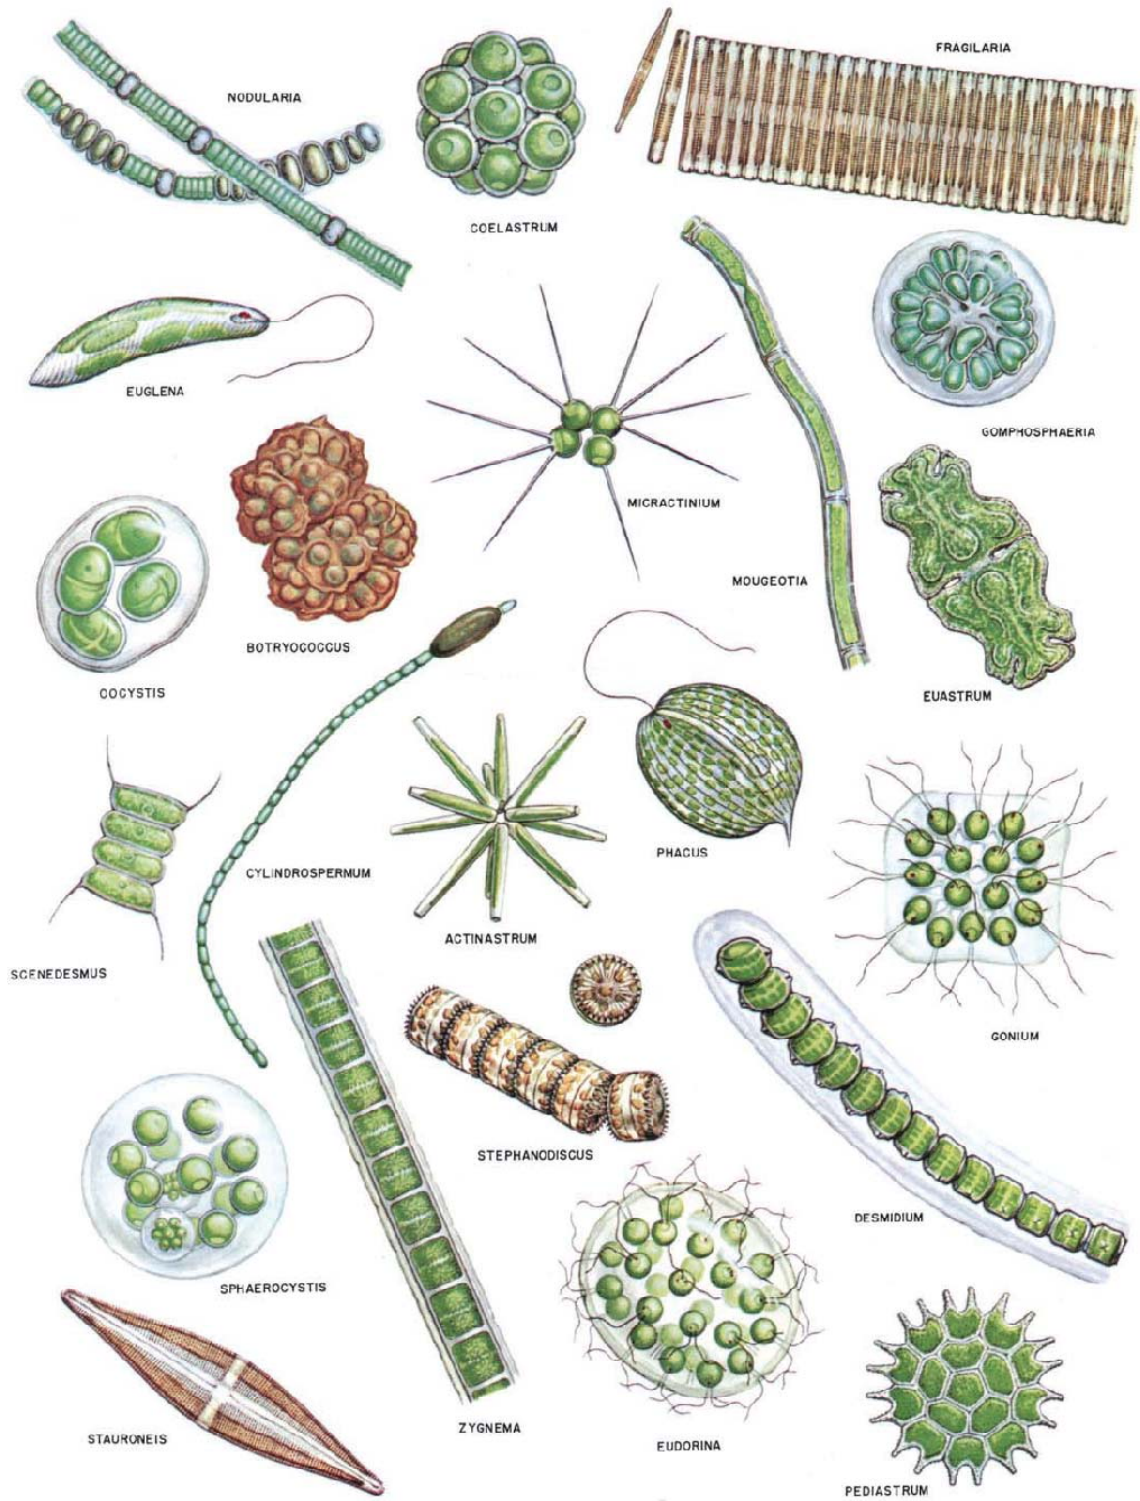 FRAGILARIA
NODULARIA
COELASTRUM
EUGLENA
GOMPHOSPHAERIA
MICRACTINIUM
MOUGEOTIA
BOTRYOCOCCUS
OOCYSTIS
EUASTRUM
PHACUS
CYLINDROSPERMUM
ACTINASTRUM
SCENEDESMUS
GONIUM
STEPHANODISCUS
DESMIDIUM
SPHAEROCYSTIS
ZYGNEMA
STAURONEIS
EUDORINA
PEDIASTRUM